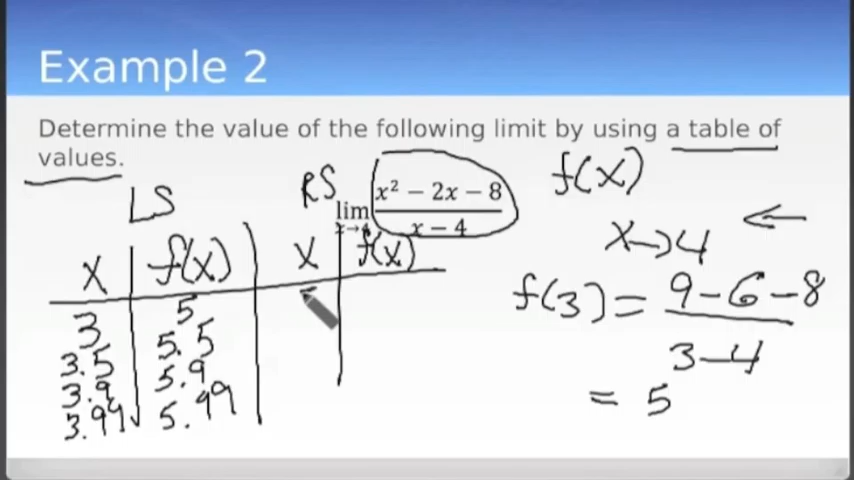 Example 2
Determine the value of the following limit by using a table of
values.
LS
RS
lim x→4 x² − 2x − 8 / x − 4
f(x)
x→4 ←
x | f(x)
3 | 5
3.5 | 5.5
3.9 | 5.9
3.99 | 5.99
x | f(x)
f(3) = 9−6−8 / 3−4
= 5